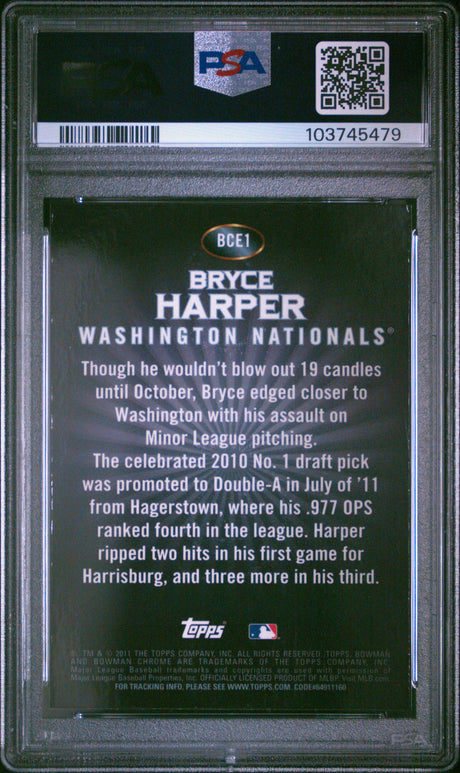 PSA
103745479
BCE1
BRYCE
HARPER
WASHINGTON NATIONALS®
Though he wouldn't blow out 19 candles
until October, Bryce edged closer to
Washington with his assault on
Minor League pitching.
The celebrated 2010 No. 1 draft pick
was promoted to Double-A in July of '11
from Hagerstown, where his .977 OPS
ranked fourth in the league. Harper
ripped two hits in his first game for
Harrisburg, and three more in his third.
topps
®, TM & © 2011 THE TOPPS COMPANY, INC. ALL RIGHTS RESERVED. TOPPS, BOWMAN
AND BOWMAN CHROME ARE TRADEMARKS OF THE TOPPS COMPANY, INC.
Major League Baseball trademarks and copyrights are used with permission of
Major League Baseball Properties, Inc. OFFICIALLY LICENSED PRODUCT OF MLBP. Visit MLB.com
FOR TRACKING INFO, PLEASE SEE WWW.TOPPS.COM. CODE#64911160
PSA